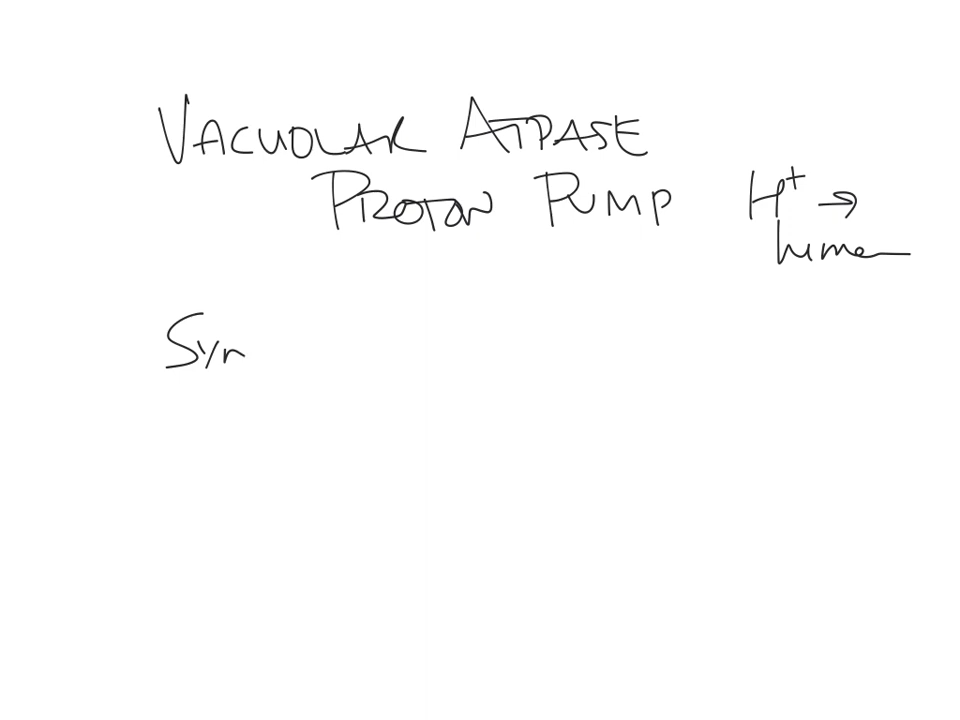 VACUOLAR ATPASE
PROTON PUMP H⁺ →
lumen
Syn